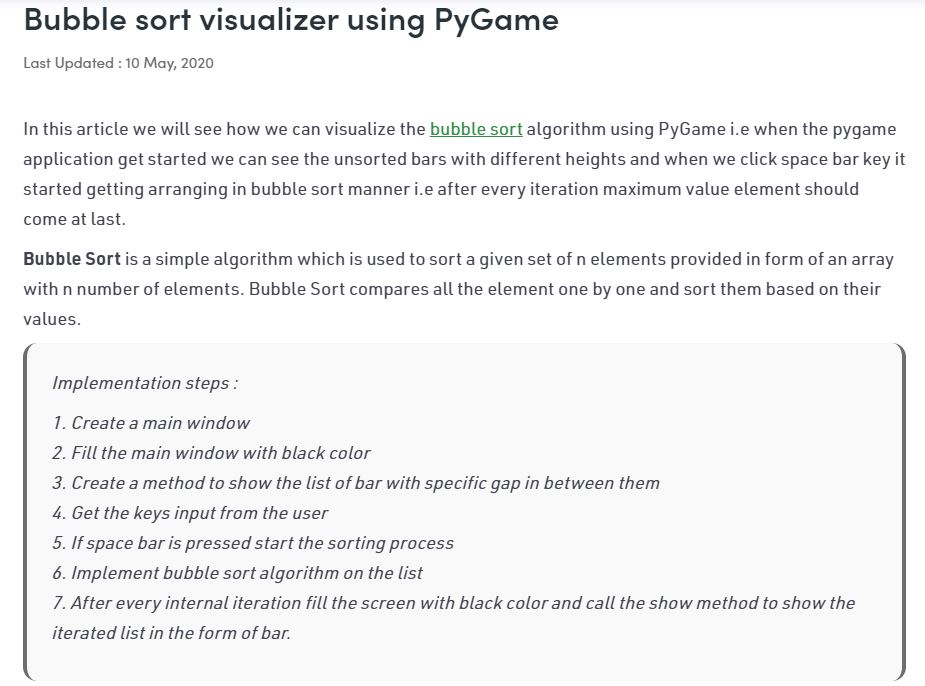 Bubble sort visualizer using PyGame
Last Updated : 10 May, 2020
In this article we will see how we can visualize the bubble sort algorithm using PyGame i.e when the pygame
application get started we can see the unsorted bars with different heights and when we click space bar key it
started getting arranging in bubble sort manner i.e after every iteration maximum value element should
come at last.
Bubble Sort is a simple algorithm which is used to sort a given set of n elements provided in form of an array
with n number of elements. Bubble Sort compares all the element one by one and sort them based on their
values.
Implementation steps :
1. Create a main window
2. Fill the main window with black color
3. Create a method to show the list of bar with specific gap in between them
4. Get the keys input from the user
5. If space bar is pressed start the sorting process
6. Implement bubble sort algorithm on the list
7. After every internal iteration fill the screen with black color and call the show method to show the
iterated list in the form of bar.